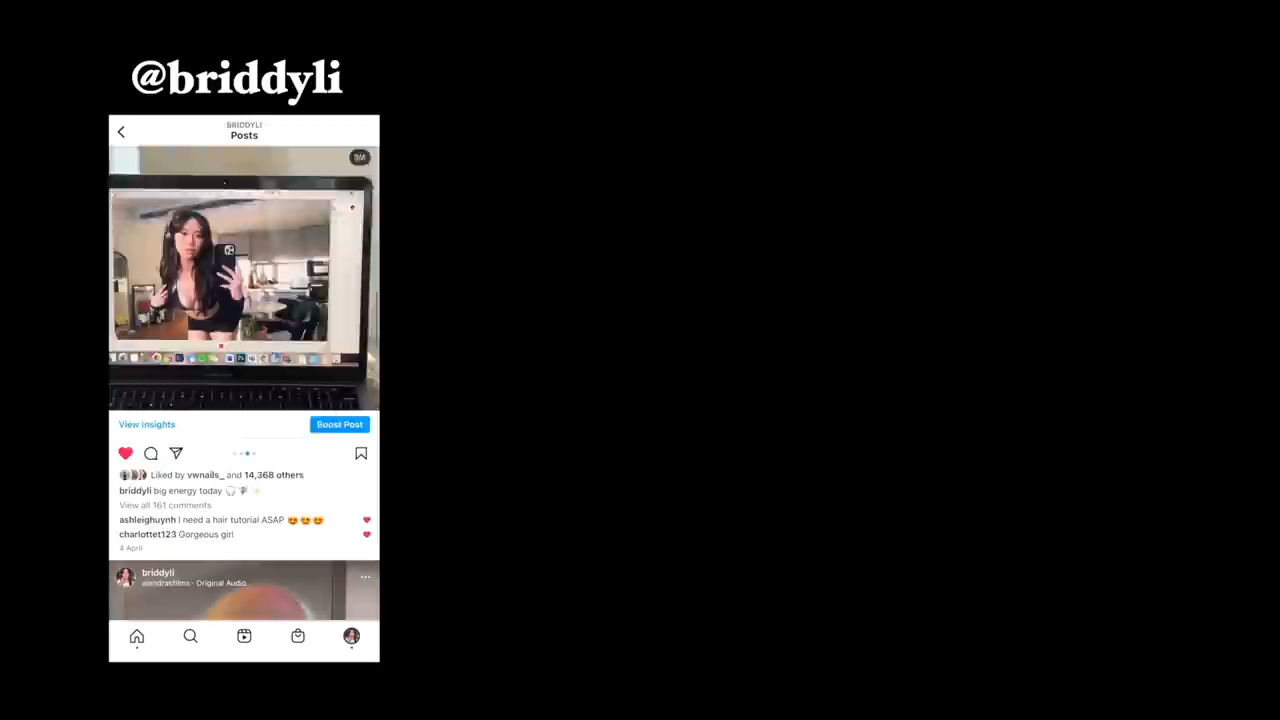 @briddyli
BRIDDYLI
Posts
View insights
Boost Post
Liked by vwnails_ and 14,368 others
briddyli big energy today
View all 161 comments
ashleighuynh I need a hair tutorial ASAP 😍😍😍
charlottet123 Gorgeous girl
4 April
briddyli
alendrasfilms · Original Audio